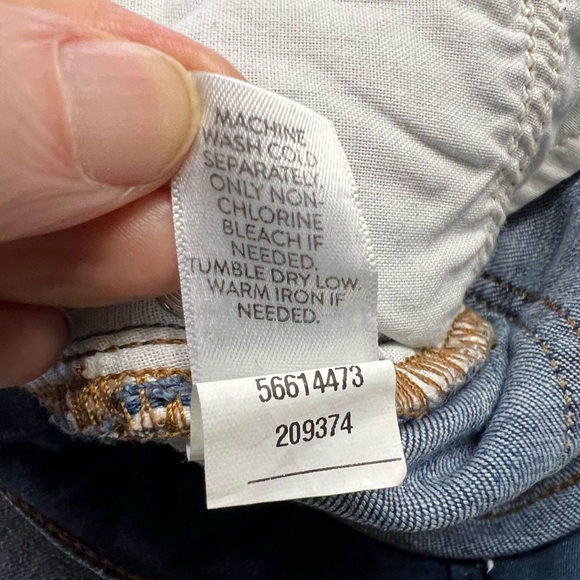 MACHINE
WASH COLD
SEPARATELY.
ONLY NON-
CHLORINE
BLEACH IF
NEEDED.
TUMBLE DRY LOW.
WARM IRON IF
NEEDED.
56614473
209374